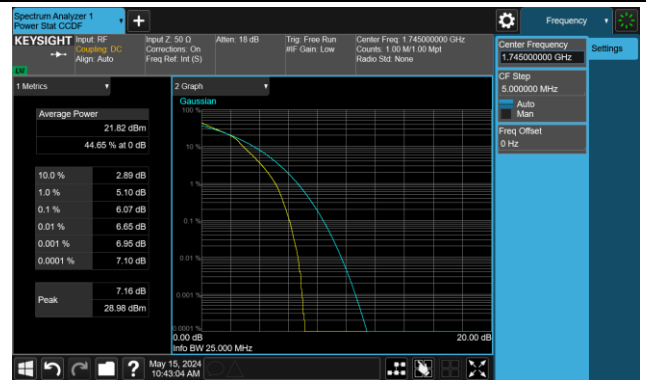 Spectrum Analyzer 1
Power Stat CCDF
Frequency
KEYSIGHT
Input: RF
Coupling: DC
Align: Auto
Input Z: 50 Ω
Corrections: On
Freq Ref: Int (S)
Atten: 18 dB
Trig: Free Run
#IF Gain: Low
Center Freq: 1.745000000 GHz
Counts: 1.00 M/1.00 Mpt
Radio Std: None
Center Frequency
1.745000000 GHz
Settings
CF Step
5.000000 MHz
Auto
Man
Freq Offset
0 Hz
1 Metrics
Average Power
21.82 dBm
44.65 % at 0 dB
10.0 % 2.89 dB
1.0 % 5.10 dB
0.1 % 6.07 dB
0.01 % 6.65 dB
0.001 % 6.95 dB
0.0001 % 7.10 dB
Peak
7.16 dB
28.98 dBm
2 Graph
Gaussian
100 %
10 %
1 %
0.1 %
0.01 %
0.001 %
0.0001 %
0.00 dB
20.00 dB
Info BW 25.000 MHz
?
May 15, 2024
10:43:04 AM